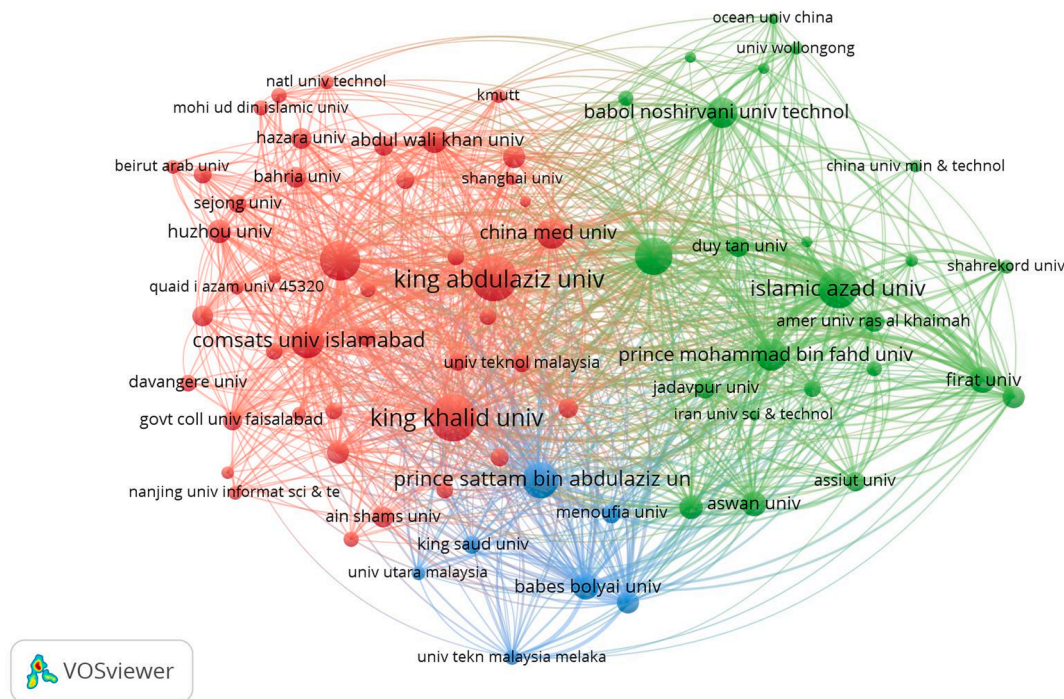 ocean univ china
univ wollongong
natl univ technol
kmutt
mohi ud din islamic univ
babol noshirvani univ technol
hazara univ
abdul wali khan univ
beirut arab univ
bahria univ
shanghai univ
china univ min & technol
sejong univ
huzhou univ
china med univ
duy tan univ
shahrekord univ
king abdulaziz univ
quaid i azam univ 45320
islamic azad univ
amer univ ras al khaimah
comsats univ islamabad
prince mohammad bin fahd univ
univ teknol malaysia
davangere univ
jadavpur univ
firat univ
govt coll univ faisalabad
king khalid univ
iran univ sci & technol
prince sattam bin abdulaziz un
assiut univ
nanjing univ informat sci & te
aswan univ
menoufia univ
ain shams univ
king saud univ
univ utara malaysia
babes bolyai univ
univ tekn malaysia melaka
VOSviewer